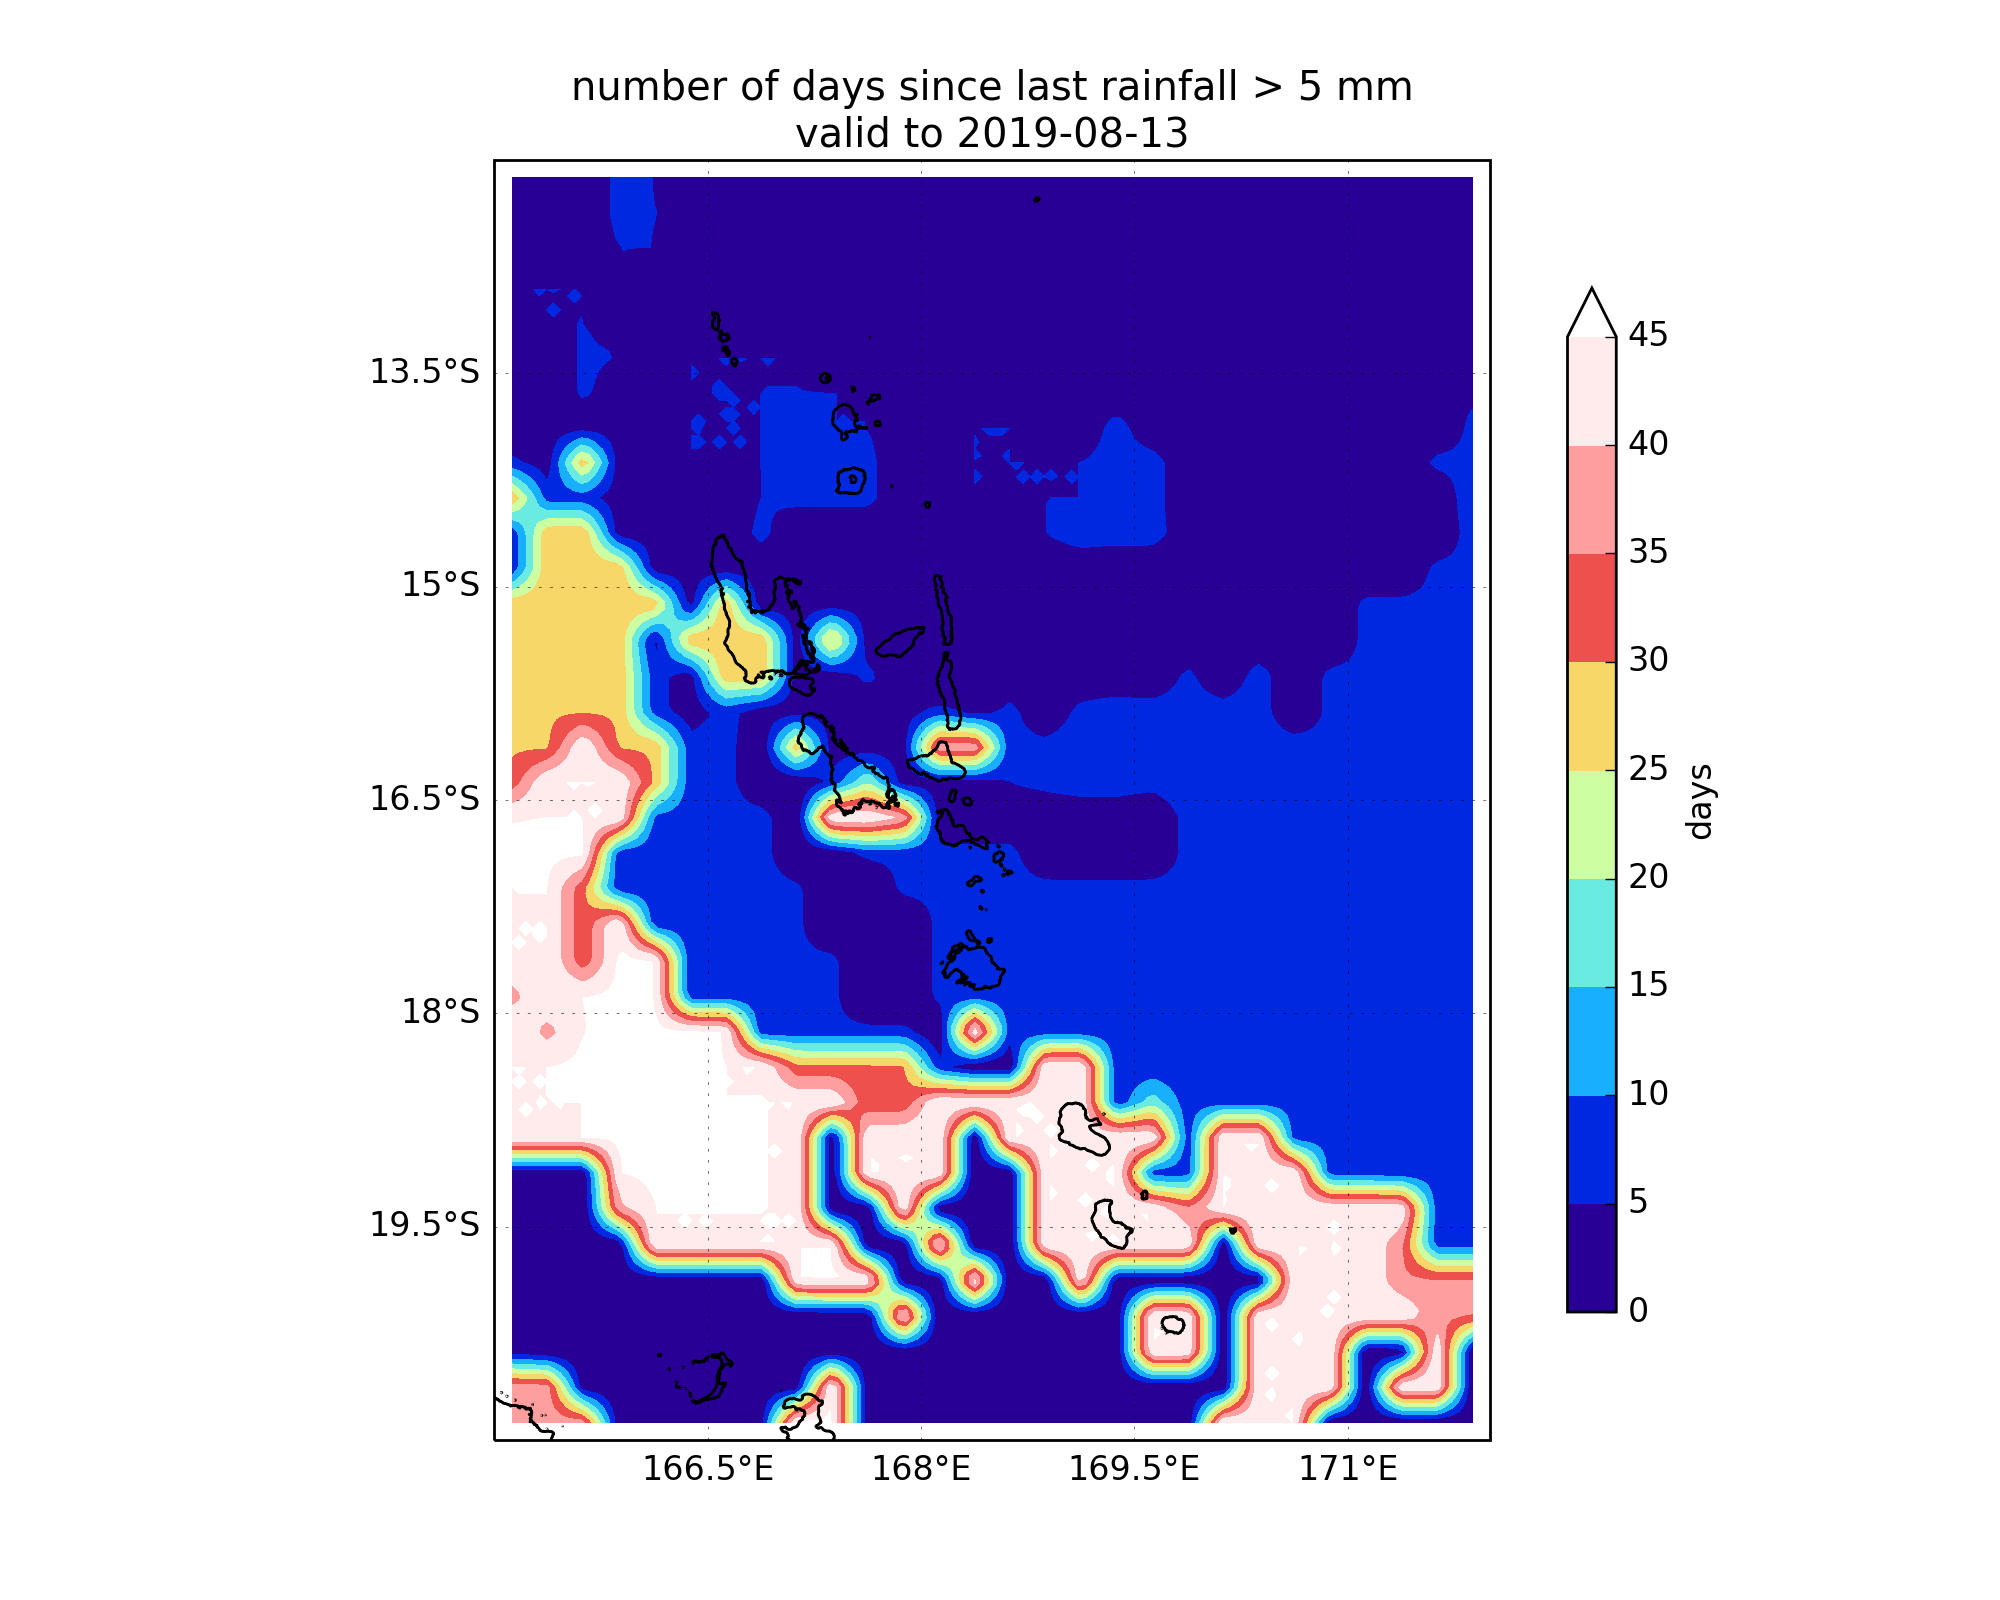 number of days since last rainfall > 5 mm
valid to 2019-08-13
13.5°S
15°S
16.5°S
18°S
19.5°S
166.5°E
168°E
169.5°E
171°E
45
40
35
30
25
20
15
10
5
0
days